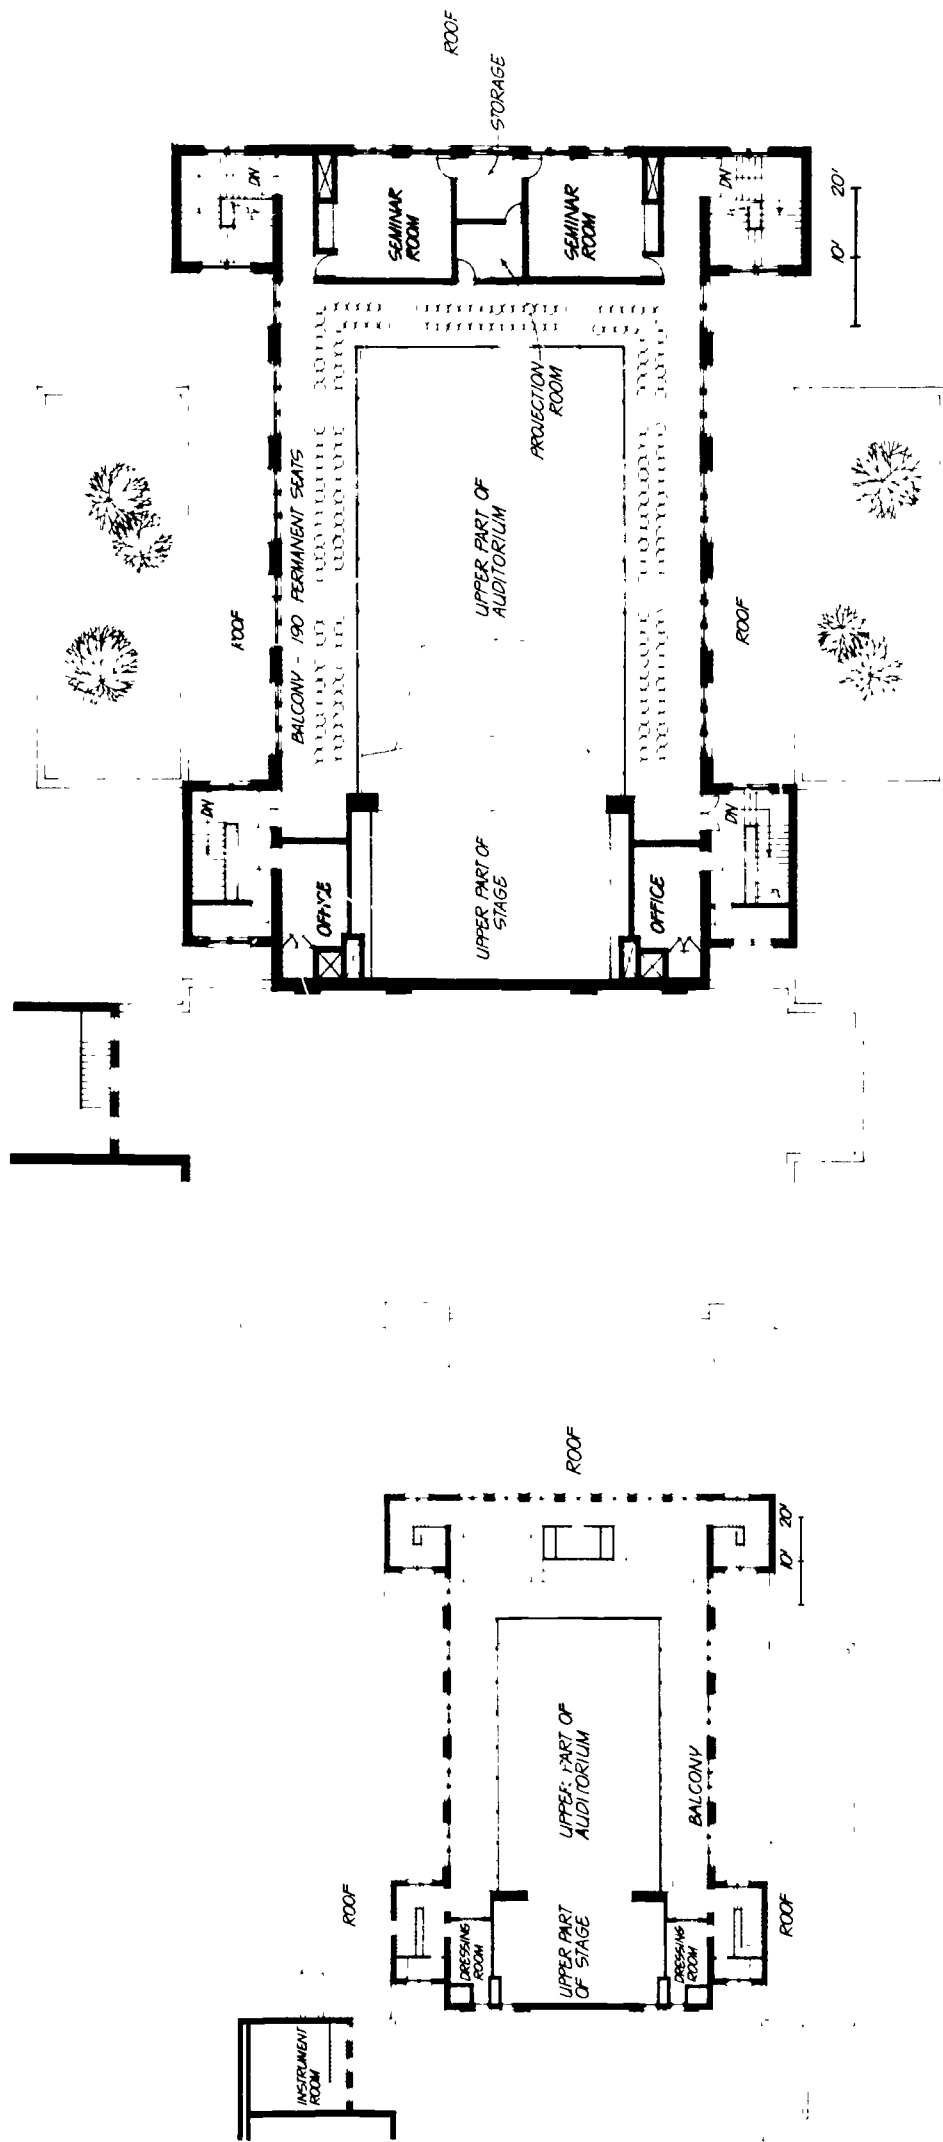 ROOF
STORAGE
DN
SEMINAR
ROOM
SEMINAR
ROOM
DN
10'
20'
PROJECTION
ROOM
BALCONY - 190 PERMANENT SEATS
UPPER PART OF
AUDITORIUM
ROOF
ROOF
DN
OFFICE
UPPER PART OF
STAGE
OFFICE
DN
ROOF
10'
20'
UPPER PART OF
AUDITORIUM
BALCONY
ROOF
DRESSING
ROOM
UPPER PART
OF STAGE
DRESSING
ROOM
ROOF
INSTRUMENT
ROOM